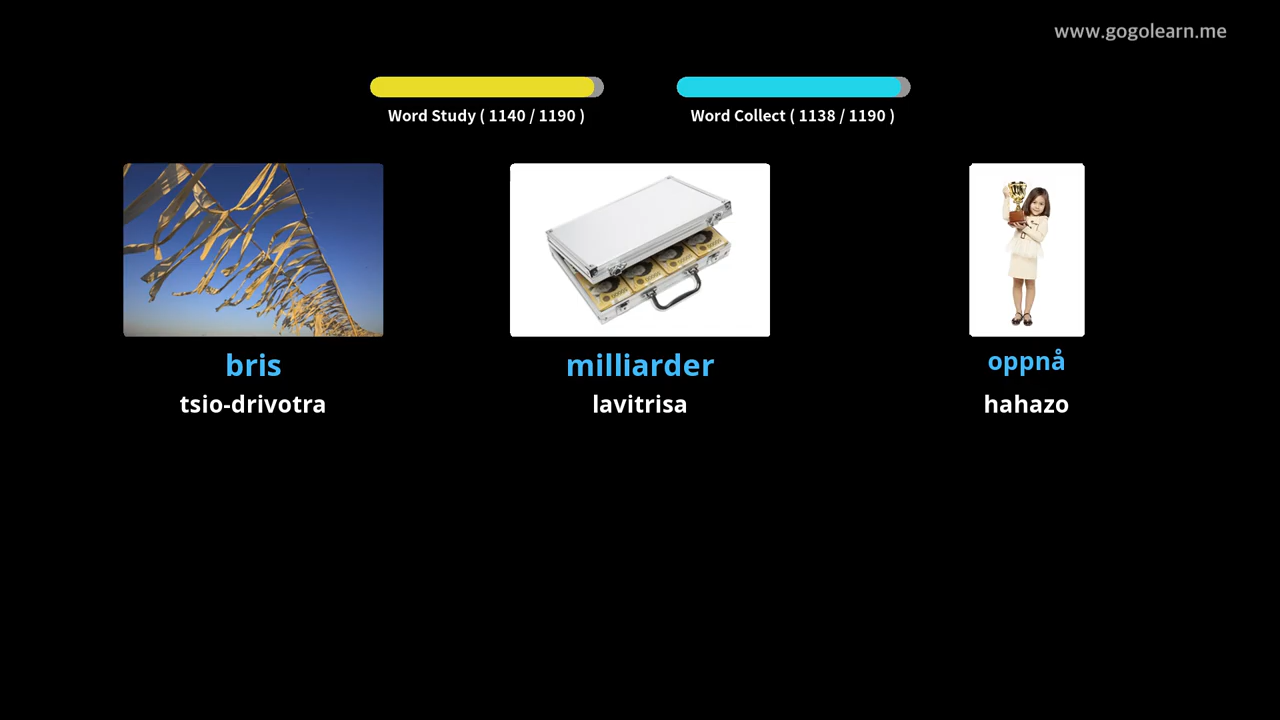 www.gogolearn.me
Word Study ( 1140 / 1190 )
Word Collect ( 1138 / 1190 )
bris
tsio-drivotra
milliarder
lavitrisa
oppnå
hahazo